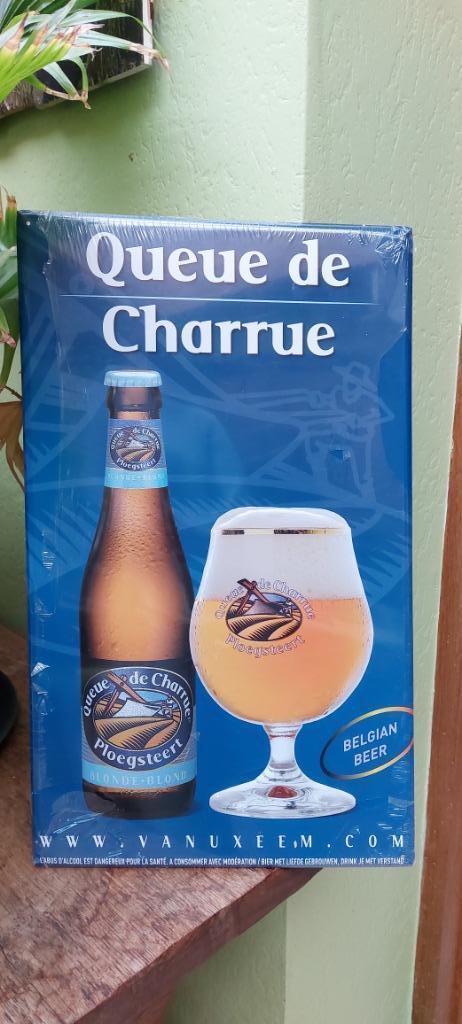 Queue de
Charrue
Queue de Charrue
Ploegsteert
BLONDE-BLOND
Queue de Charrue
Ploegsteert
Queue de Charrue
Ploegsteert
BLONDE-BLOND
BELGIAN
BEER
WWW.VANUXEEM.COM
L'ABUS D'ALCOOL EST DANGEREUX POUR LA SANTÉ. A CONSOMMER AVEC MODÉRATION / BIER MET LIEFDE GEBROUWEN, DRINK JE MET VERSTAND